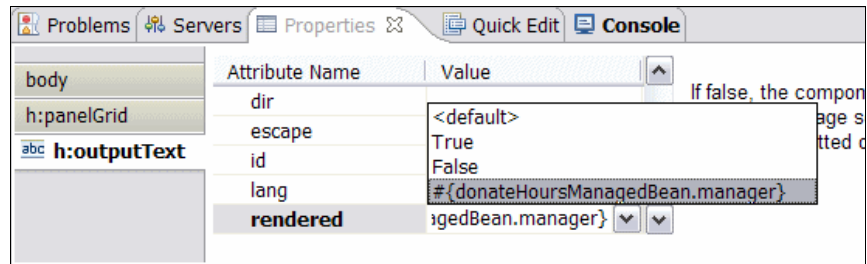 Problems Servers Properties Quick Edit Console
body
h:panelGrid
abc h:outputText
Attribute Name Value
dir
escape
id
lang
rendered agedBean.manager}
<default>
True
False
#{donateHoursManagedBean.manager}
If false, the compon
age s
tted